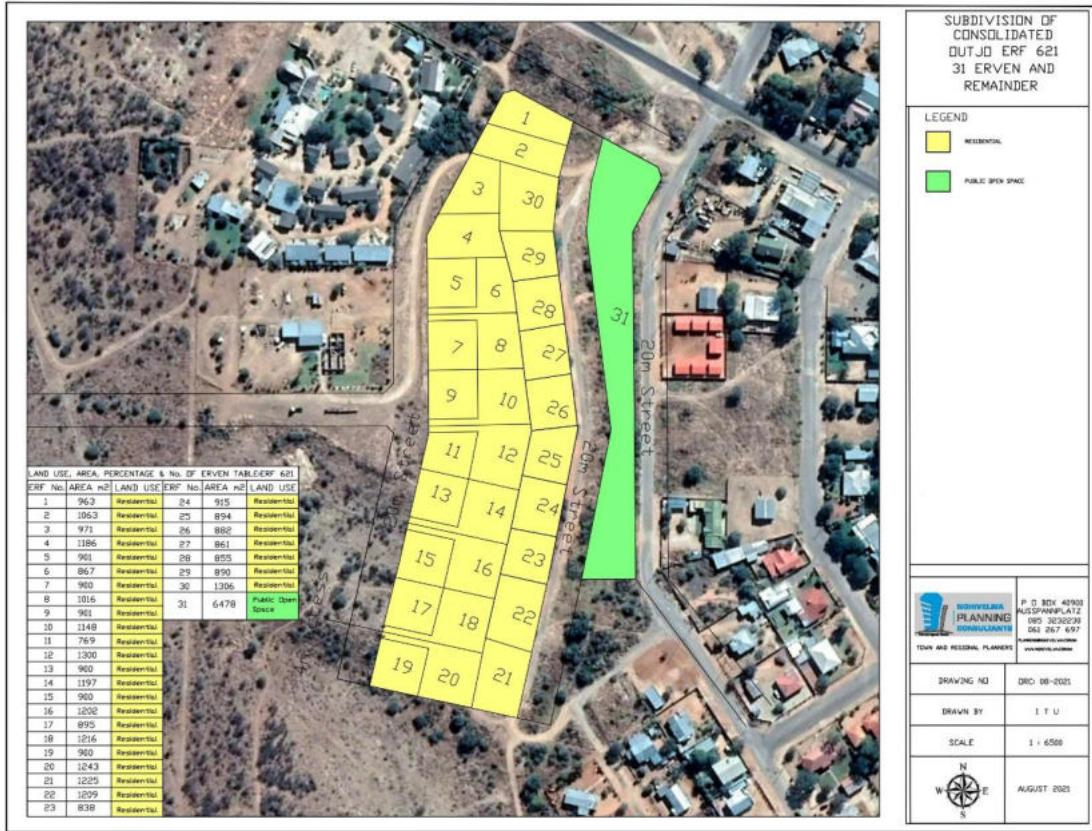 SUBDIVISION OF
CONSOLIDATED
OUTJO ERF 621
31 ERVEN AND
REMAINDER
LEGEND
RESIDENTIAL
PUBLIC OPEN SPACE
1
2
3
30
4
29
5
6
28
31
7
8
27
20m Street
9
10
26
11
12
25
20m Street
13
14
24
15
16
23
17
18
22
19
20
21
LAND USE, AREA, PERCENTAGE & No. OF ERVEN TABLE:ERF 621
ERF No. AREA m2 LAND USE ERF No. AREA m2 LAND USE
1 963 Residential 24 915 Residential
2 1063 Residential 25 894 Residential
3 971 Residential 26 882 Residential
4 1186 Residential 27 861 Residential
5 901 Residential 28 855 Residential
6 867 Residential 29 890 Residential
7 900 Residential 30 1306 Residential
8 1016 Residential 31 6478 Public Open Space
9 901 Residential
10 1148 Residential
11 769 Residential
12 1300 Residential
13 900 Residential
14 1197 Residential
15 900 Residential
16 1202 Residential
17 895 Residential
18 1216 Residential
19 900 Residential
20 1243 Residential
21 1225 Residential
22 1209 Residential
23 838 Residential
PLANNING
CONSULTANTS
TOWN AND REGIONAL PLANNERS
P O BOX 40901
AUSSPANNPLATZ
085 3232230
061 267 697
DRAWING NO ORC: 08-2021
DRAWN BY I T U
SCALE 1 : 6500
N
W E
S
AUGUST 2021